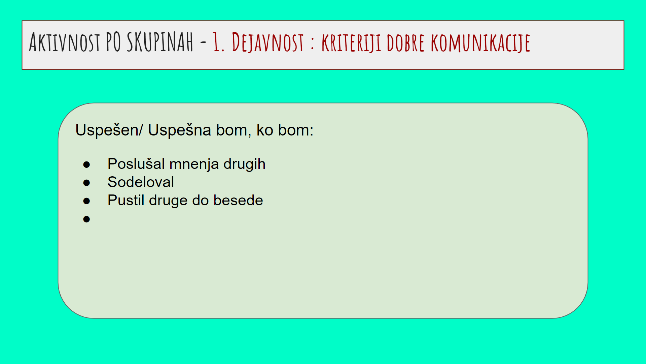 Aktivnost PO SKUPINAH - 1. Dejavnost : kriteriji dobre komunikacije
Uspešen/ Uspešna bom, ko bom:
● Poslušal mnenja drugih
● Sodeloval
● Pustil druge do besede
●